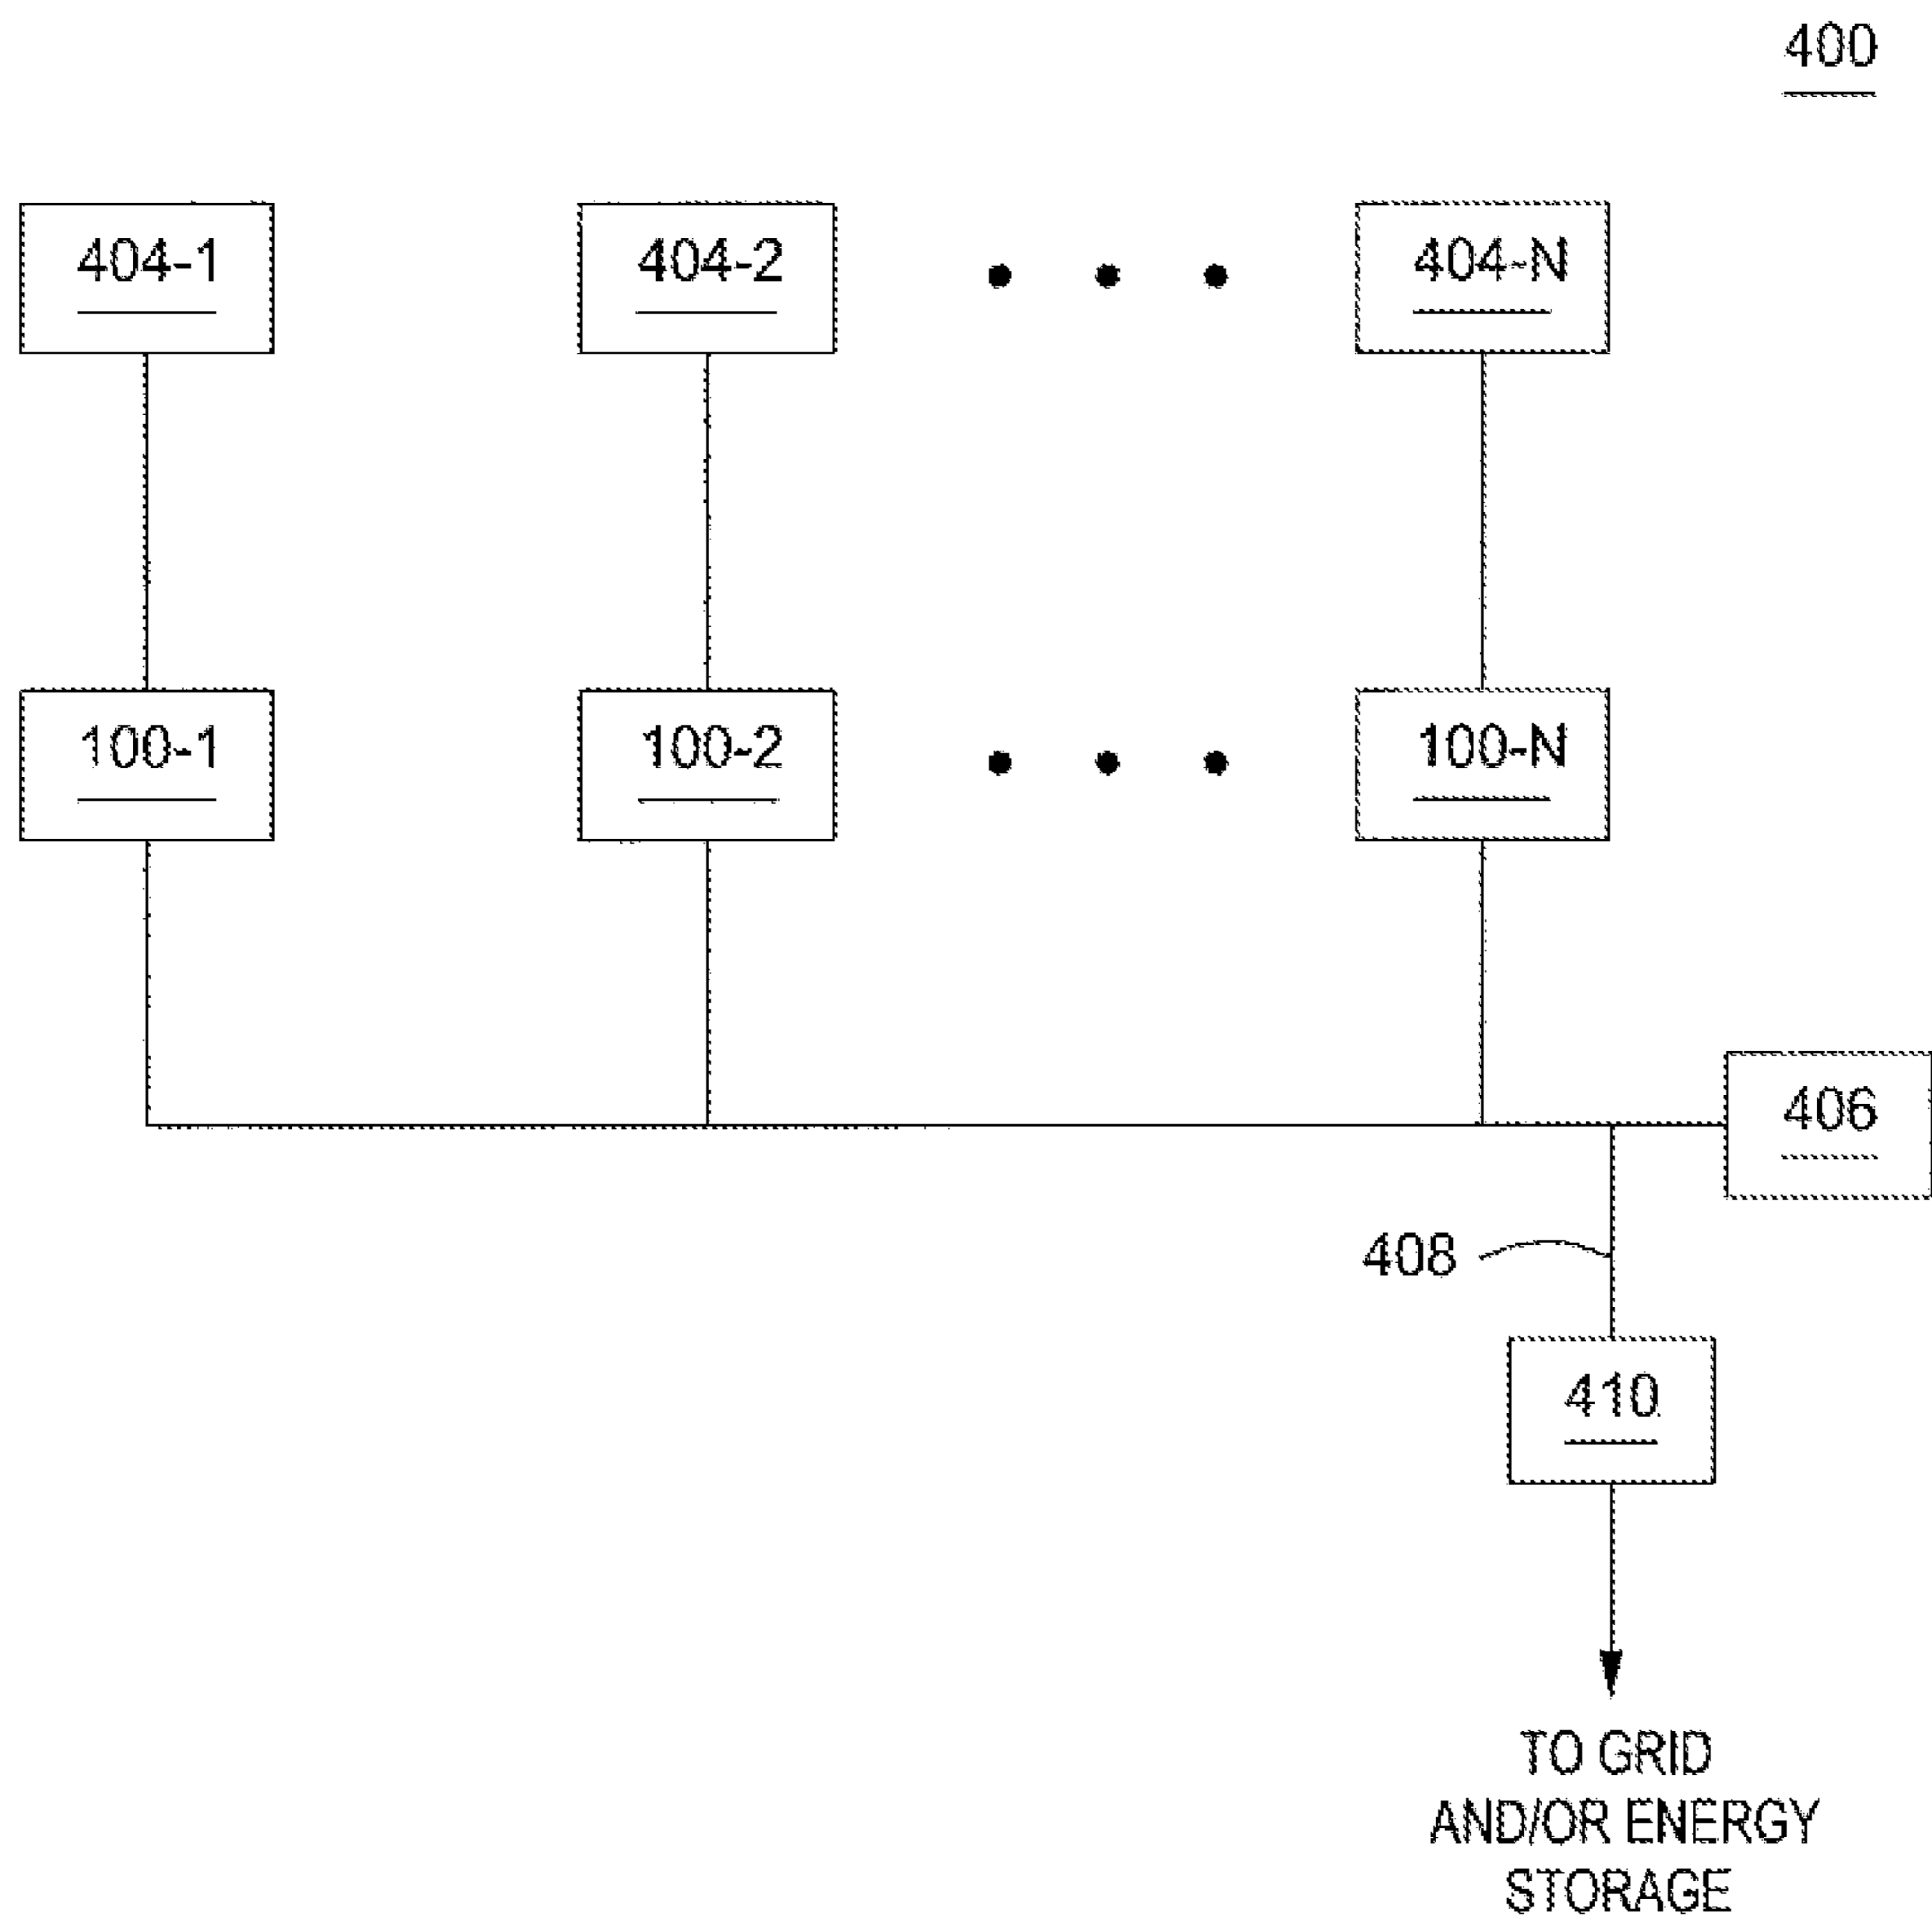 400
404-1 404-2 404-N
100-1 100-2 100-N
406
408
410
TO GRID
AND/OR ENERGY
STORAGE